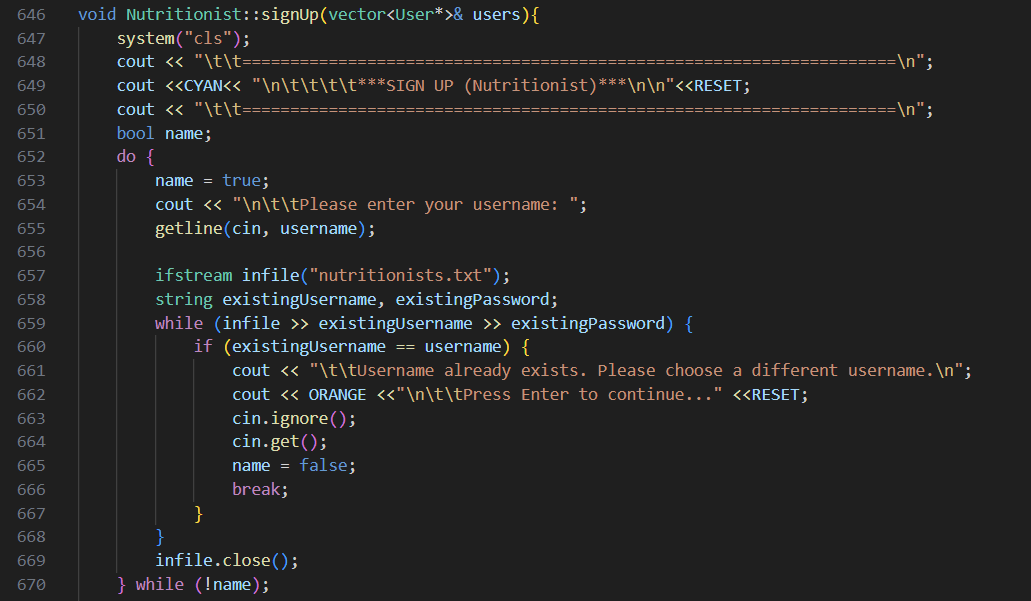 646 void Nutritionist::signUp(vector<User*>& users){
647 system("cls");
648 cout << "\t\t====================================================================\n";
649 cout <<CYAN<< "\n\t\t\t\t***SIGN UP (Nutritionist)***\n\n"<<RESET;
650 cout << "\t\t====================================================================\n";
651 bool name;
652 do {
653 name = true;
654 cout << "\n\t\tPlease enter your username: ";
655 getline(cin, username);
656
657 ifstream infile("nutritionists.txt");
658 string existingUsername, existingPassword;
659 while (infile >> existingUsername >> existingPassword) {
660 if (existingUsername == username) {
661 cout << "\t\tUsername already exists. Please choose a different username.\n";
662 cout << ORANGE <<"\n\t\tPress Enter to continue..." <<RESET;
663 cin.ignore();
664 cin.get();
665 name = false;
666 break;
667 }
668 }
669 infile.close();
670 } while (!name);